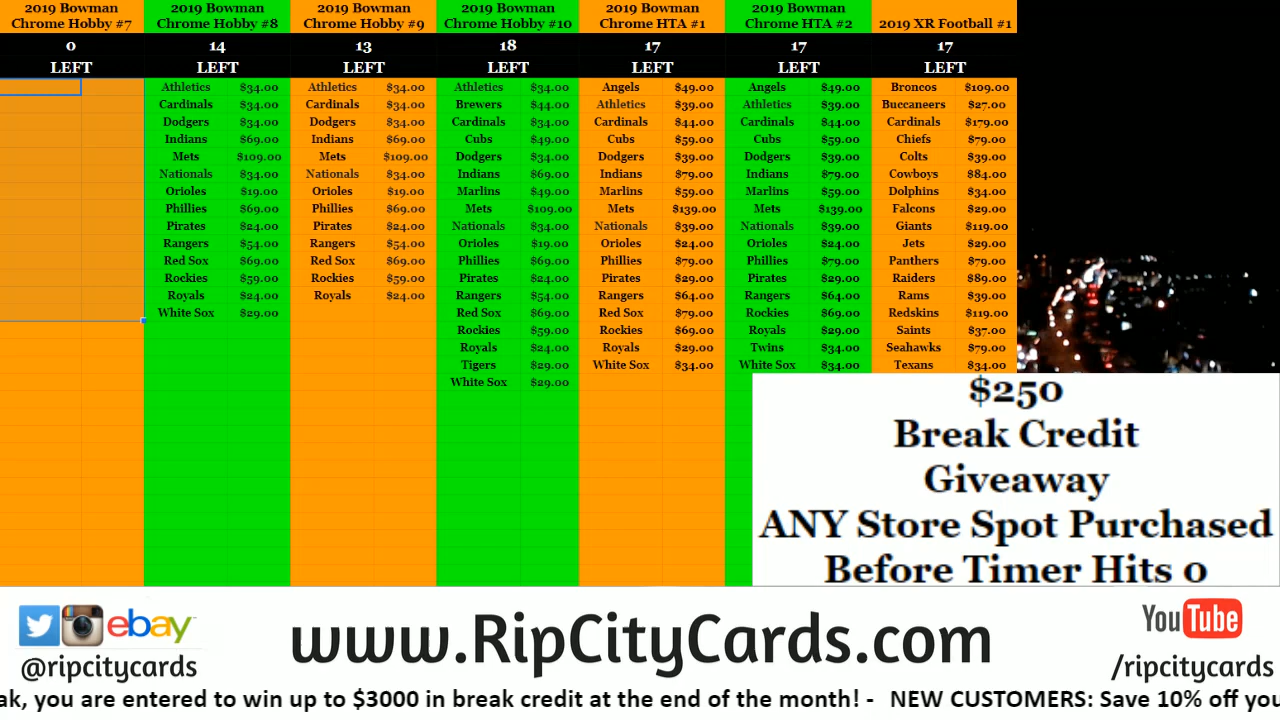 2019 Bowman Chrome Hobby #7
0
LEFT
2019 Bowman Chrome Hobby #8
14
LEFT
Athletics $34.00
Cardinals $34.00
Dodgers $34.00
Indians $69.00
Mets $109.00
Nationals $34.00
Orioles $19.00
Phillies $69.00
Pirates $24.00
Rangers $54.00
Red Sox $69.00
Rockies $59.00
Royals $24.00
White Sox $29.00
2019 Bowman Chrome Hobby #9
13
LEFT
Athletics $34.00
Cardinals $34.00
Dodgers $34.00
Indians $69.00
Mets $109.00
Nationals $34.00
Orioles $19.00
Phillies $69.00
Pirates $24.00
Rangers $54.00
Red Sox $69.00
Rockies $59.00
Royals $24.00
2019 Bowman Chrome Hobby #10
18
LEFT
Athletics $34.00
Brewers $44.00
Cardinals $34.00
Cubs $49.00
Dodgers $34.00
Indians $69.00
Marlins $49.00
Mets $109.00
Nationals $34.00
Orioles $19.00
Phillies $69.00
Pirates $24.00
Rangers $54.00
Red Sox $69.00
Rockies $59.00
Royals $24.00
Tigers $29.00
White Sox $29.00
2019 Bowman Chrome HTA #1
17
LEFT
Angels $49.00
Athletics $39.00
Cardinals $44.00
Cubs $59.00
Dodgers $39.00
Indians $79.00
Marlins $59.00
Mets $139.00
Nationals $39.00
Orioles $24.00
Phillies $79.00
Pirates $29.00
Rangers $64.00
Red Sox $79.00
Rockies $69.00
Royals $29.00
White Sox $34.00
2019 Bowman Chrome HTA #2
17
LEFT
Angels $49.00
Athletics $39.00
Cardinals $44.00
Cubs $59.00
Dodgers $39.00
Indians $79.00
Marlins $59.00
Mets $139.00
Nationals $39.00
Orioles $24.00
Phillies $79.00
Pirates $29.00
Rangers $64.00
Rockies $69.00
Royals $29.00
Twins $34.00
White Sox $34.00
2019 XR Football #1
17
LEFT
Broncos $109.00
Buccaneers $27.00
Cardinals $179.00
Chiefs $79.00
Colts $39.00
Cowboys $84.00
Dolphins $34.00
Falcons $29.00
Giants $119.00
Jets $29.00
Panthers $79.00
Raiders $89.00
Rams $39.00
Redskins $119.00
Saints $37.00
Seahawks $79.00
Texans $34.00
$250
Break Credit
Giveaway
ANY Store Spot Purchased
Before Timer Hits 0
ebay
@ripcitycards
www.RipCityCards.com
YouTube
/ripcitycards
ak, you are entered to win up to $3000 in break credit at the end of the month! - NEW CUSTOMERS: Save 10% off you